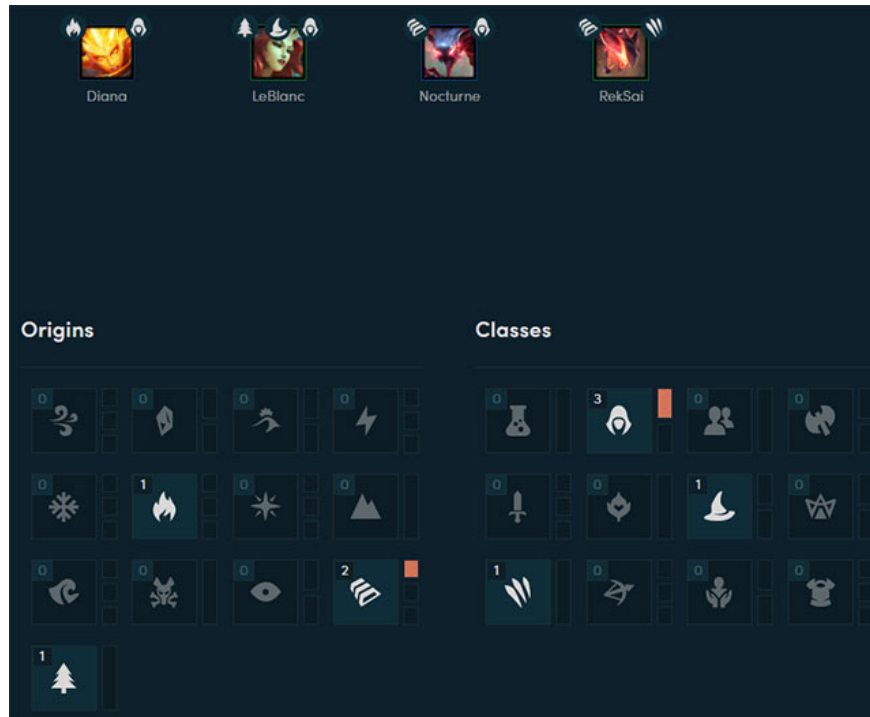 Diana LeBlanc Nocturne RekSai
Origins Classes
0 0 0 0 0 3 0 0
0 1 0 0 0 0 1 0
0 0 0 2 1 0 0 0
1